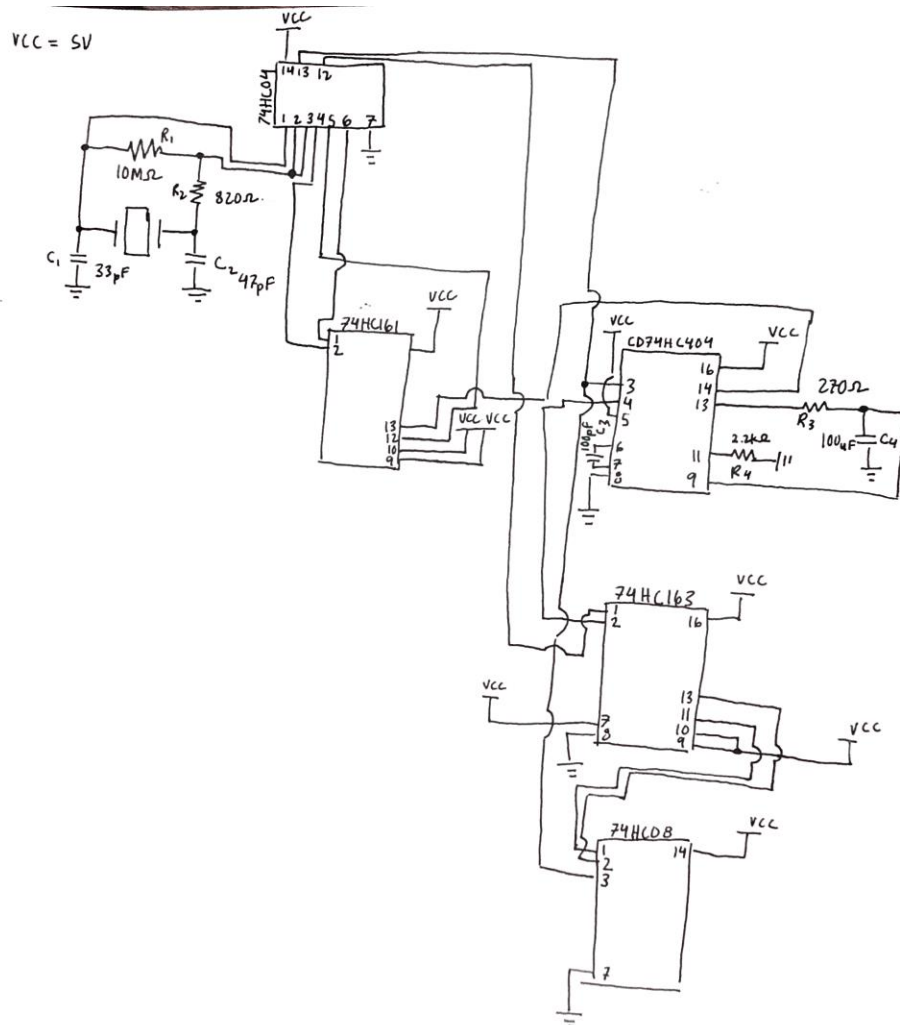 VCC = 5V
VCC
14 13 12
74HC04
1 2 3 4 5 6 7
R1
10MΩ
R2 820Ω.
C1 33pF
C2 47pF
74HC161
VCC
1
2
13
12
10
9
VCC VCC
VCC
CD74HC404
VCC
3
4
5
6
7
8
16
14
13
11
9
100pF C3
270Ω
R3
100uF C4
2.2kΩ
R4
74HC163
VCC
1
2
16
VCC
7
8
13
11
10
9
VCC
74HC08
VCC
1
2
3
14
7